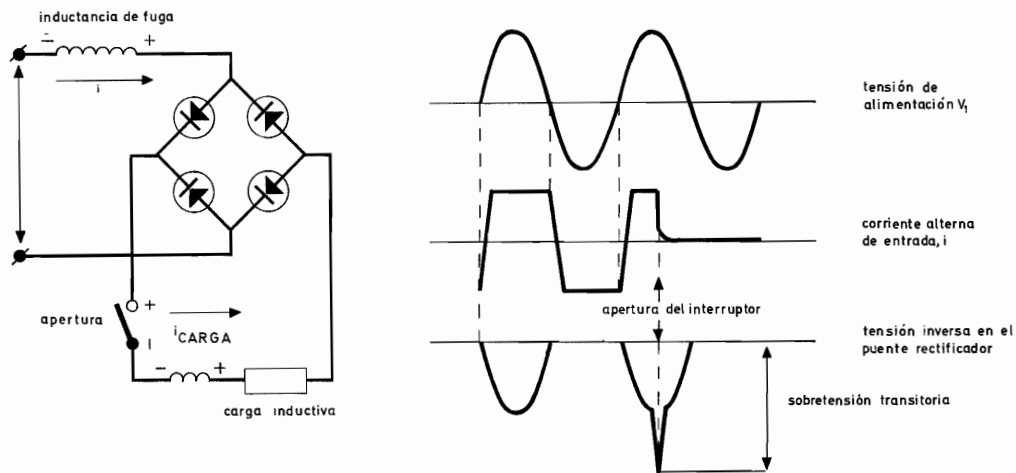 inductancia de fuga
- +
i
apertura
+
i CARGA
- +
carga inductiva
tensión de
alimentación V₁
corriente alterna
de entrada, i
apertura del interruptor
tensión inversa en el
puente rectificador
sobretensión transitoria